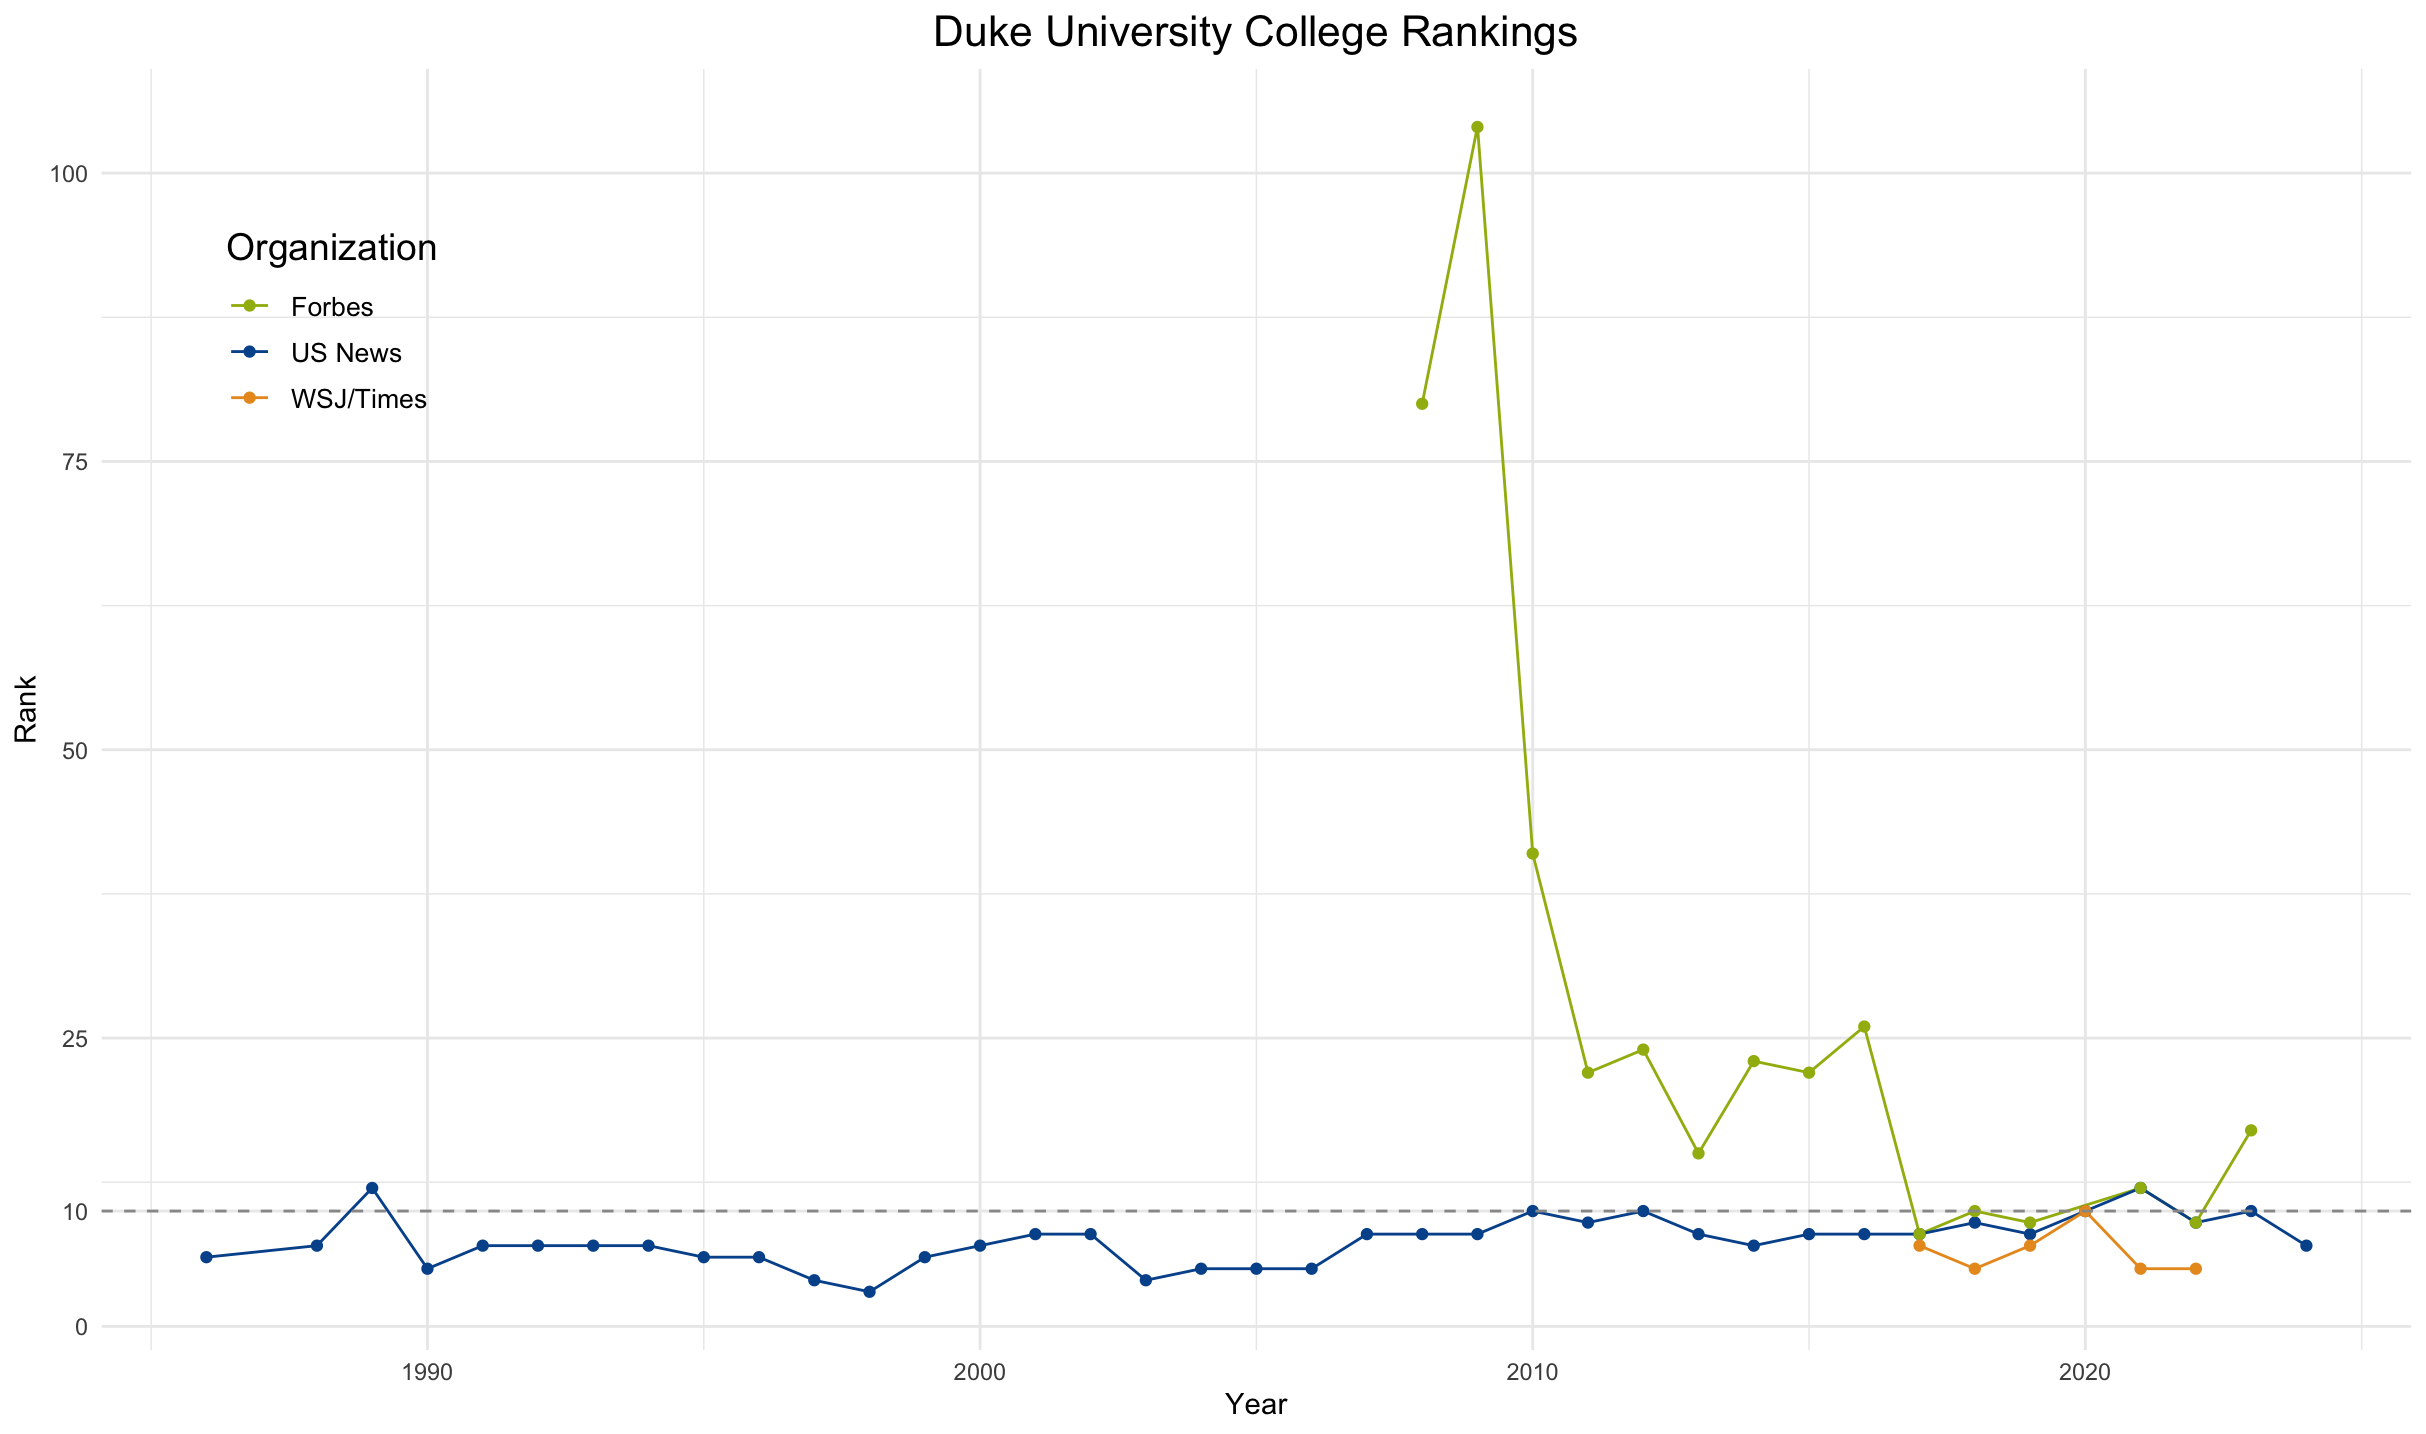 Duke University College Rankings
Organization
Forbes
US News
WSJ/Times
Rank
100
75
50
25
10
0
1990 2000 2010 2020
Year